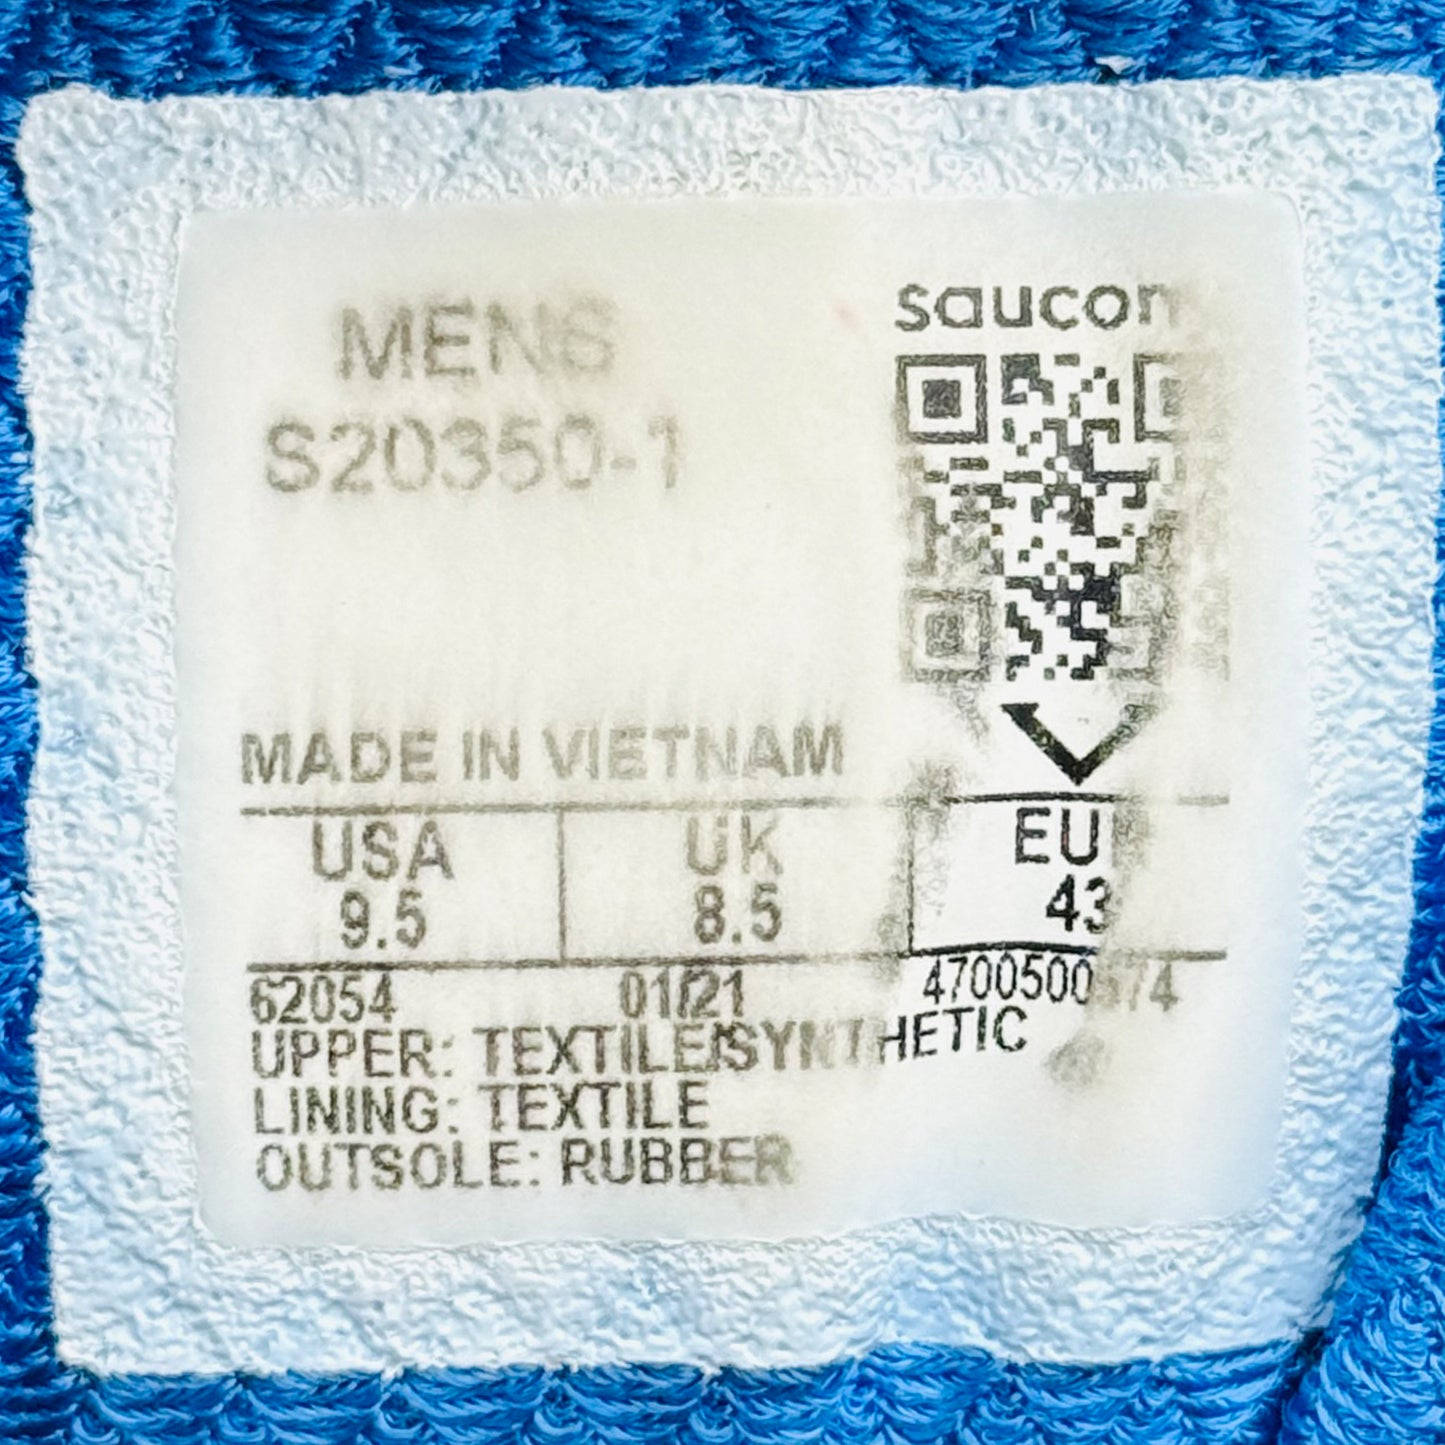 MENS
S20350-1
saucon
MADE IN VIETNAM
USA UK EU
9.5 8.5 43
62054 01/21
UPPER: TEXTILE/SYNTHETIC
LINING: TEXTILE
OUTSOLE: RUBBER